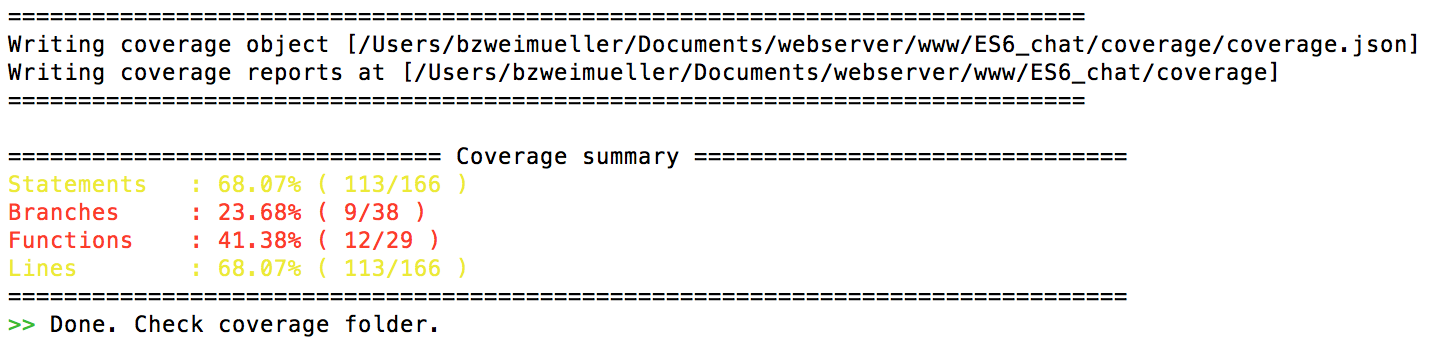 =============================================================================
Writing coverage object [/Users/bzweimueller/Documents/webserver/www/ES6_chat/coverage/coverage.json]
Writing coverage reports at [/Users/bzweimueller/Documents/webserver/www/ES6_chat/coverage]
=============================================================================
=============================== Coverage summary ===============================
Statements   : 68.07% ( 113/166 )
Branches     : 23.68% ( 9/38 )
Functions    : 41.38% ( 12/29 )
Lines        : 68.07% ( 113/166 )
================================================================================
>> Done. Check coverage folder.